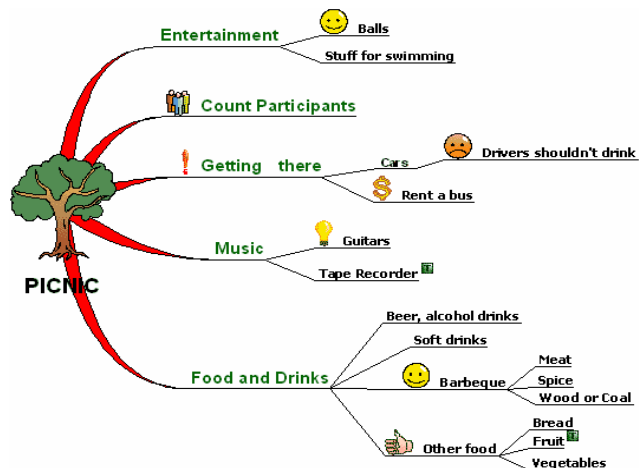 Entertainment
Balls
Stuff for swimming
Count Participants
Getting there
Cars
Drivers shouldn't drink
Rent a bus
Music
Guitars
Tape Recorder
PICNIC
Food and Drinks
Beer, alcohol drinks
Soft drinks
Barbeque
Meat
Spice
Wood or Coal
Other food
Bread
Fruit
Vegetables